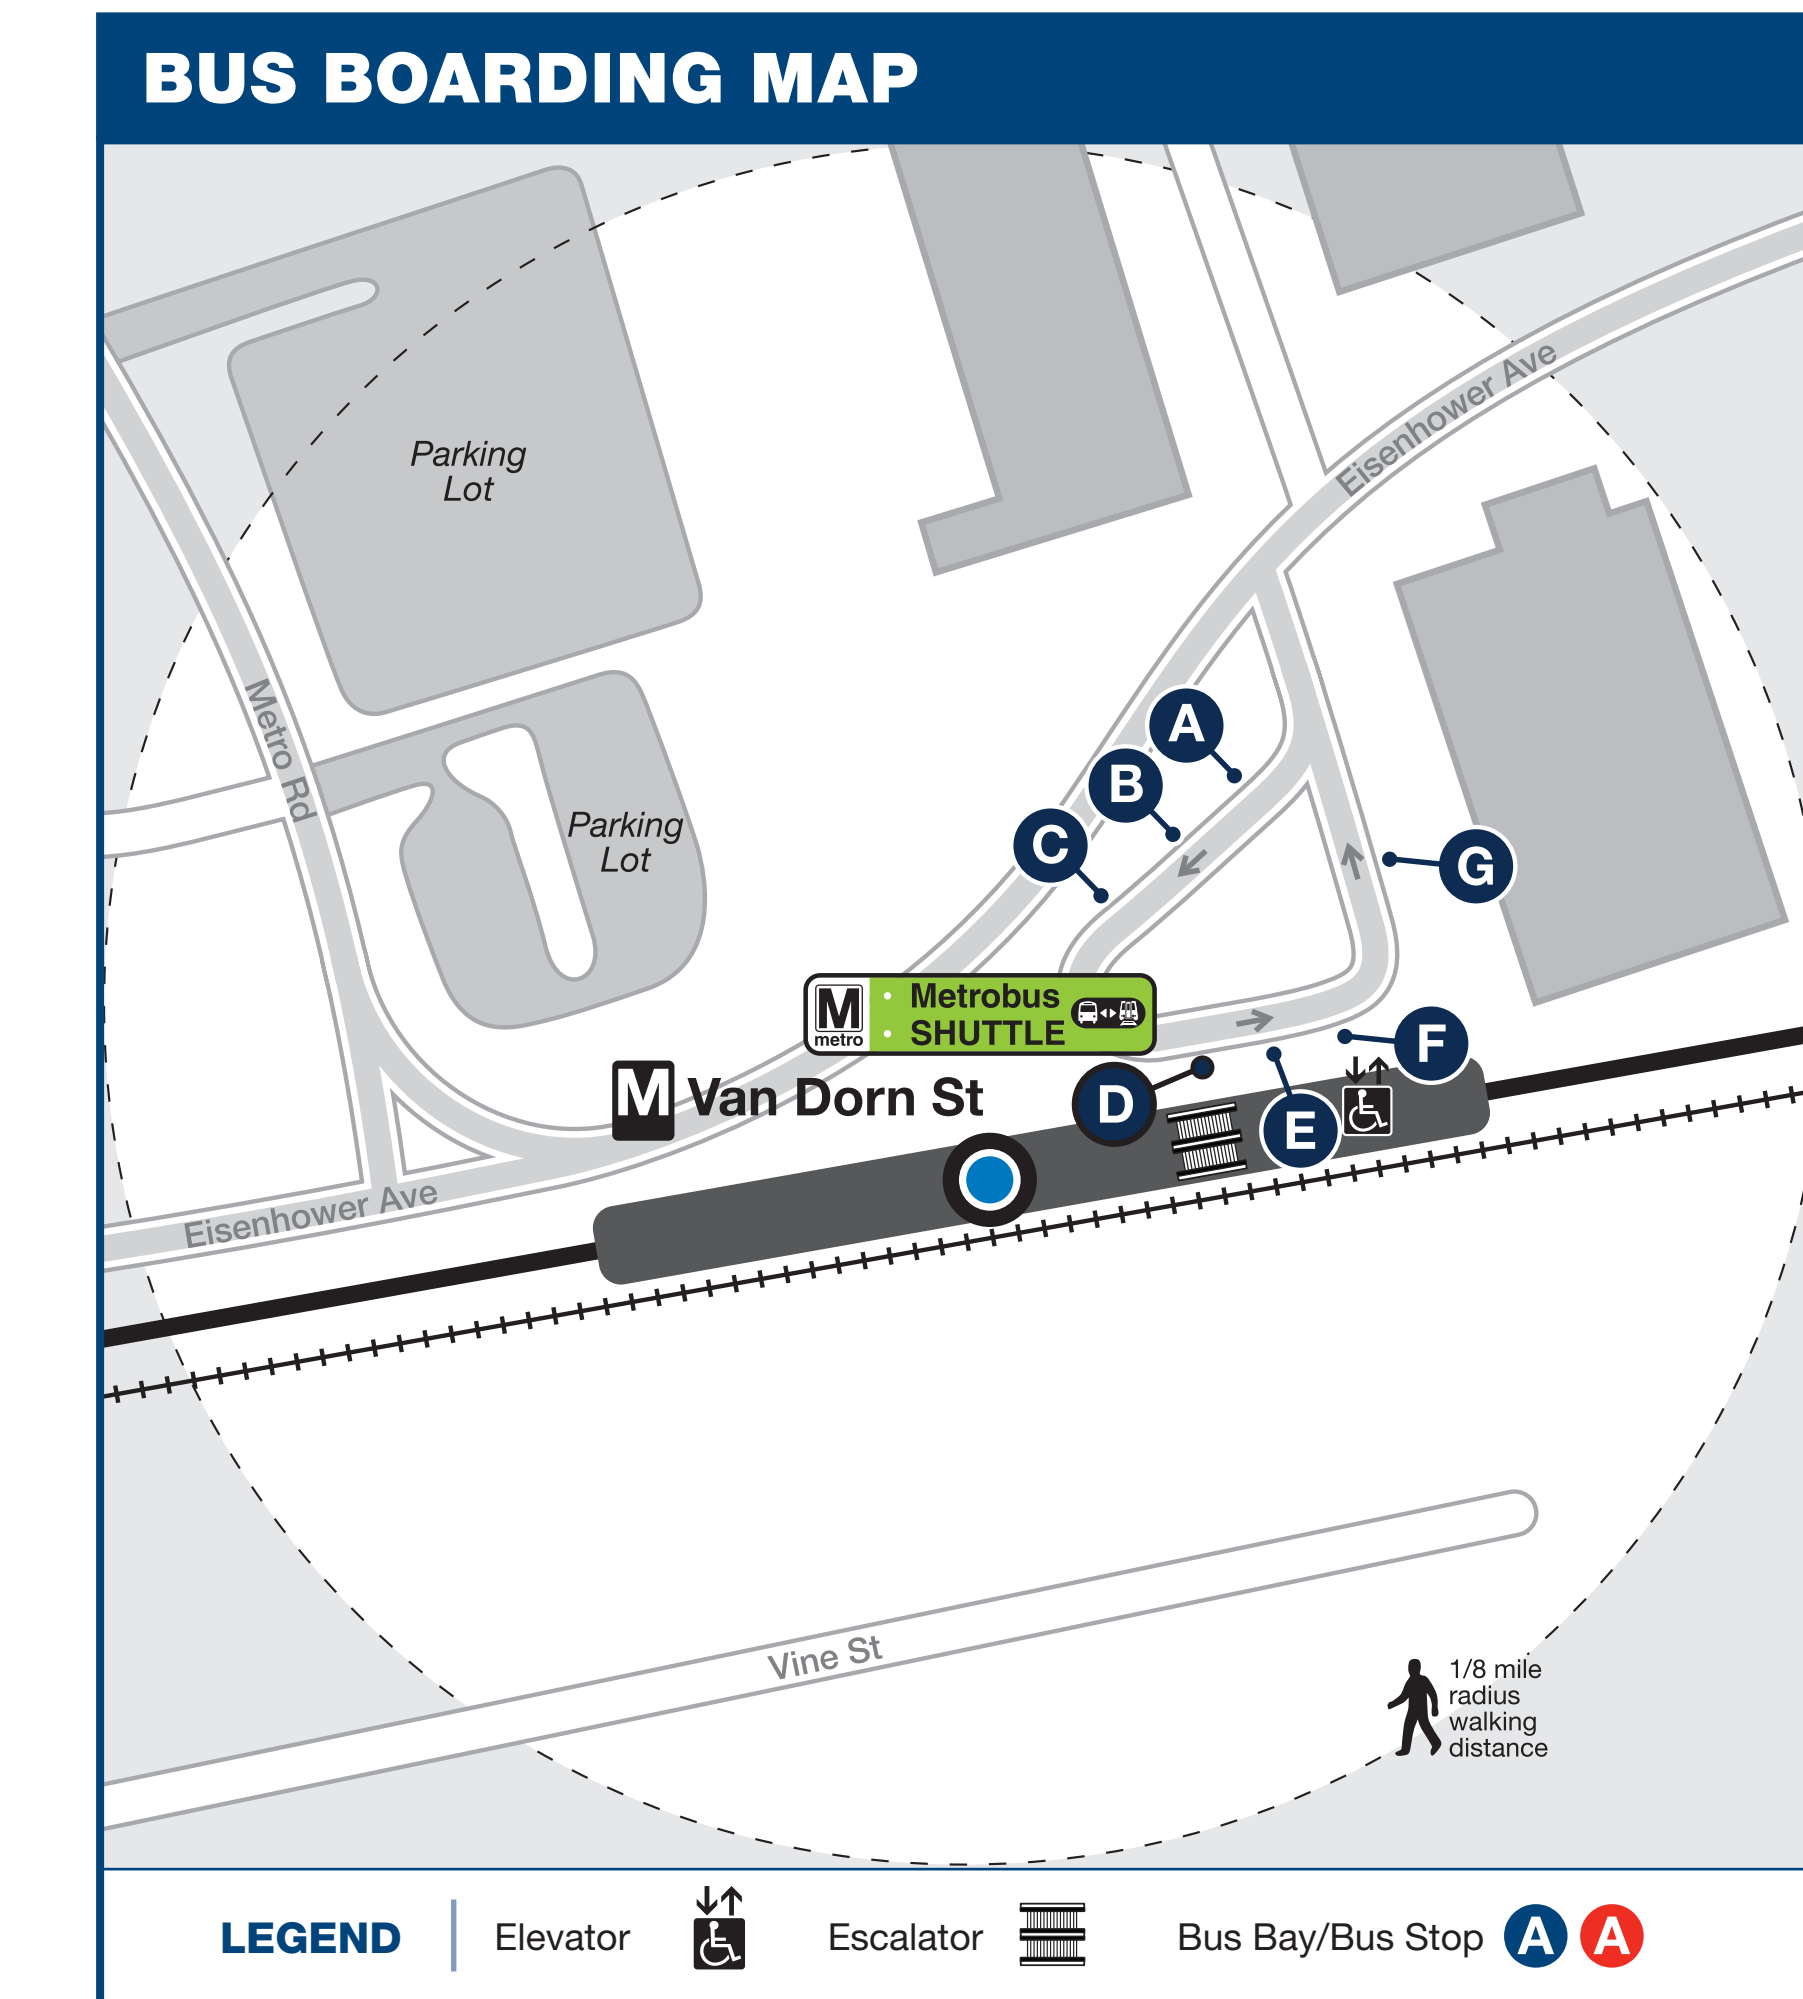 BUS BOARDING MAP
Eisenhower Ave
Parking
Lot
Metro Rd
A
B
Parking
Lot
C
G
M
metro
• Metrobus
• SHUTTLE
F
M Van Dorn St
D
E
Eisenhower Ave
Vine St
1/8 mile
radius
walking
distance
LEGEND
Elevator
Escalator
Bus Bay/Bus Stop
A
A